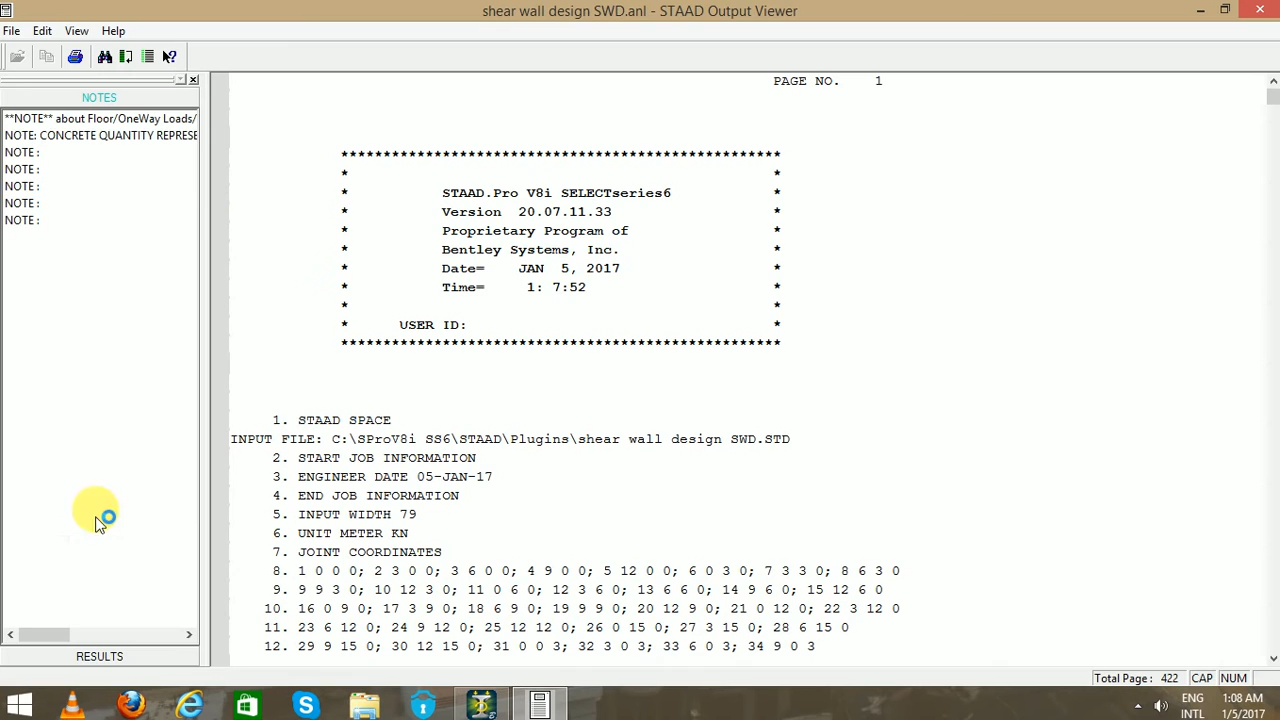 shear wall design SWD.anl - STAAD Output Viewer
File Edit View Help
NOTES
**NOTE** about Floor/OneWay Loads/
NOTE: CONCRETE QUANTITY REPRESE
NOTE :
NOTE :
NOTE :
NOTE :
NOTE :
RESULTS
PAGE NO. 1
*****************************************************
* *
* STAAD.Pro V8i SELECTseries6 *
* Version 20.07.11.33 *
* Proprietary Program of *
* Bentley Systems, Inc. *
* Date= JAN 5, 2017 *
* Time= 1: 7:52 *
* *
* USER ID: *
*****************************************************
1. STAAD SPACE
INPUT FILE: C:\SProV8i SS6\STAAD\Plugins\shear wall design SWD.STD
2. START JOB INFORMATION
3. ENGINEER DATE 05-JAN-17
4. END JOB INFORMATION
5. INPUT WIDTH 79
6. UNIT METER KN
7. JOINT COORDINATES
8. 1 0 0 0; 2 3 0 0; 3 6 0 0; 4 9 0 0; 5 12 0 0; 6 0 3 0; 7 3 3 0; 8 6 3 0
9. 9 9 3 0; 10 12 3 0; 11 0 6 0; 12 3 6 0; 13 6 6 0; 14 9 6 0; 15 12 6 0
10. 16 0 9 0; 17 3 9 0; 18 6 9 0; 19 9 9 0; 20 12 9 0; 21 0 12 0; 22 3 12 0
11. 23 6 12 0; 24 9 12 0; 25 12 12 0; 26 0 15 0; 27 3 15 0; 28 6 15 0
12. 29 9 15 0; 30 12 15 0; 31 0 0 3; 32 3 0 3; 33 6 0 3; 34 9 0 3
Total Page: 422 CAP NUM
ENG
INTL
1:08 AM
1/5/2017